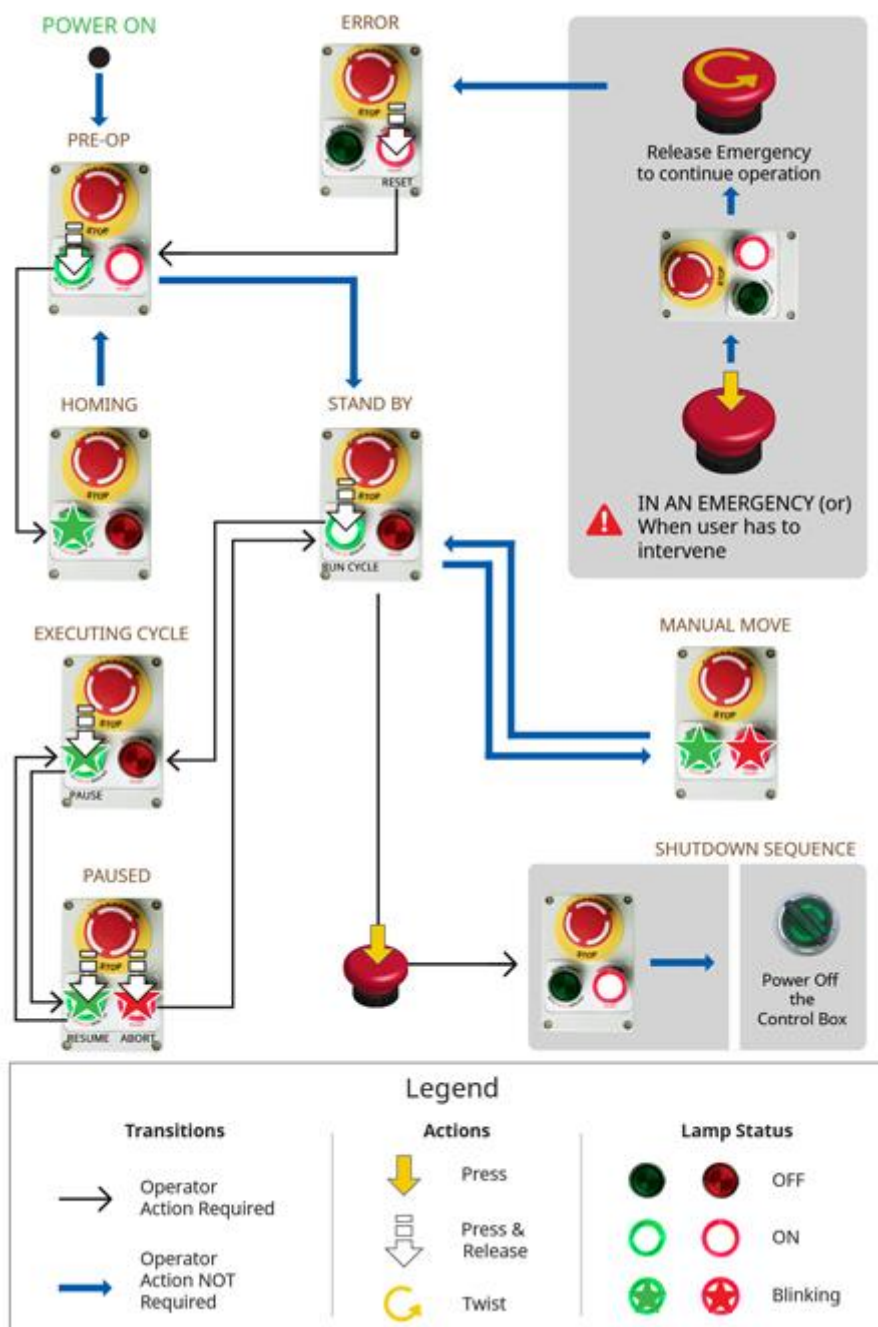 POWER ON
ERROR
PRE-OP
STOP
RESET
STOP
Release Emergency
to continue operation
STOP
HOMING
STAND BY
STOP
STOP
RUN CYCLE
IN AN EMERGENCY (or)
When user has to
intervene
EXECUTING CYCLE
STOP
PAUSE
MANUAL MOVE
STOP
PAUSED
STOP
RESUME ABORT
SHUTDOWN SEQUENCE
STOP
Power Off
the
Control Box
Legend
Transitions
Operator
Action Required
Operator
Action NOT
Required
Actions
Press
Press &
Release
Twist
Lamp Status
OFF
ON
Blinking